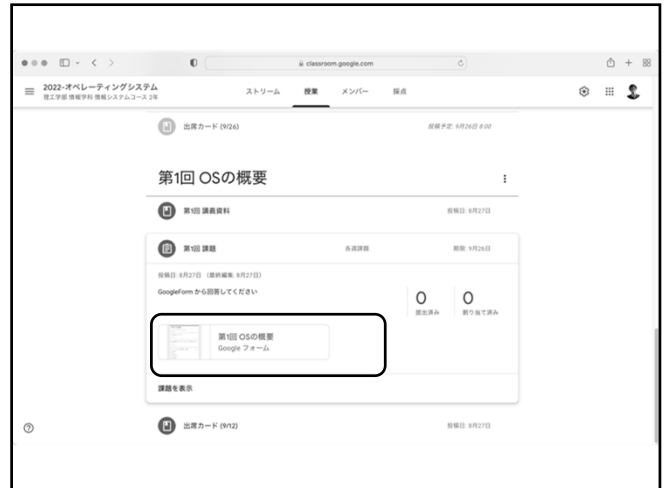 classroom.google.com
2022-オペレーティングシステム
理工学部 情報学科 情報システムコース 2年
ストリーム 授業 メンバー 採点
出席カード (9/26) 投稿予定: 9月26日 8:00
第1回 OSの概要
第1回 講義資料 投稿日: 8月27日
第1回 課題 各週課題 期限: 9月26日
投稿日: 8月27日 (最終編集: 8月27日)
GoogleForm から回答してください
0 0
提出済み 割り当て済み
第1回 OSの概要
Google フォーム
課題を表示
出席カード (9/12) 投稿日: 8月27日